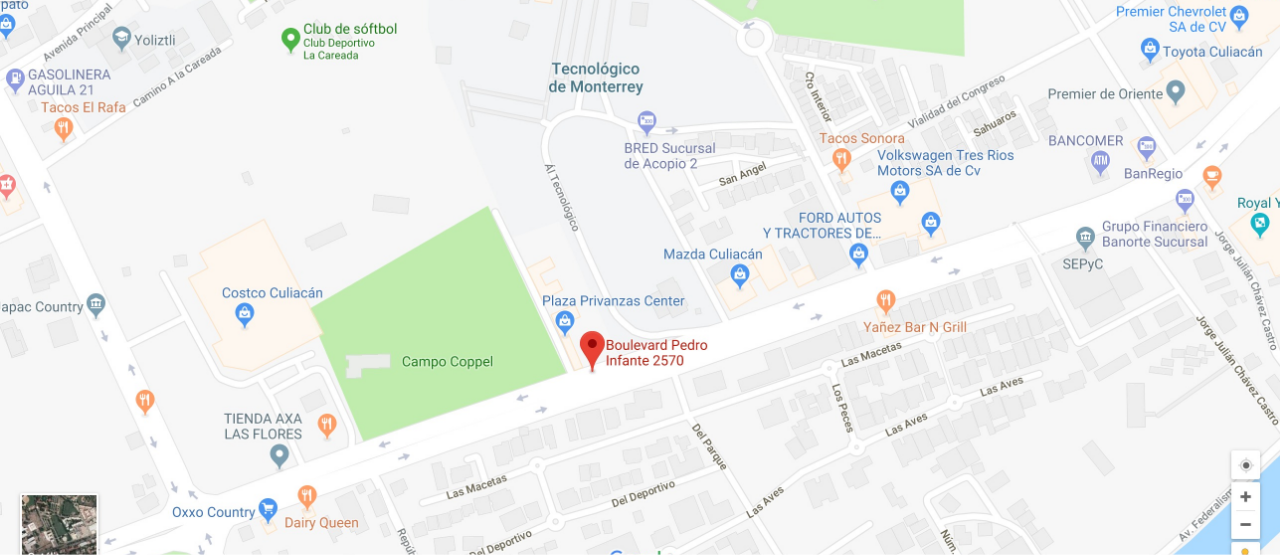 pato
Avenida Principal
Yoliztli
Club de sóftbol
Club Deportivo
La Careada
Premier Chevrolet
SA de CV
Toyota Culiacán
GASOLINERA
AGUILA 21
Camino A la Careada
Tecnológico
de Monterrey
Cto Interior
Vialidad del Congreso
Premier de Oriente
Tacos El Rafa
BRED Sucursal
de Acopio 2
Tacos Sonora
Sahuaros
BANCOMER
ATM
BanRegio
Volkswagen Tres Rios
Motors SA de Cv
San Angel
Al Tecnológico
FORD AUTOS
Y TRACTORES DE...
Royal Y
Grupo Financiero
Banorte Sucursal
SEPyC
Mazda Culiacán
Jorge Julián Chávez Castro
Costco Culiacán
Plaza Privanzas Center
Japac Country
Yañez Bar N Grill
Boulevard Pedro
Infante 2570
Campo Coppel
Las Macetas
Las Aves
Jorge Julián Chávez Castro
Los Peces
Las Aves
TIENDA AXA
LAS FLORES
Del Parque
Las Macetas
Del Deportivo
Las Aves
Oxxo Country
Dairy Queen
Del Deportivo
Repúb
Av. Federalism